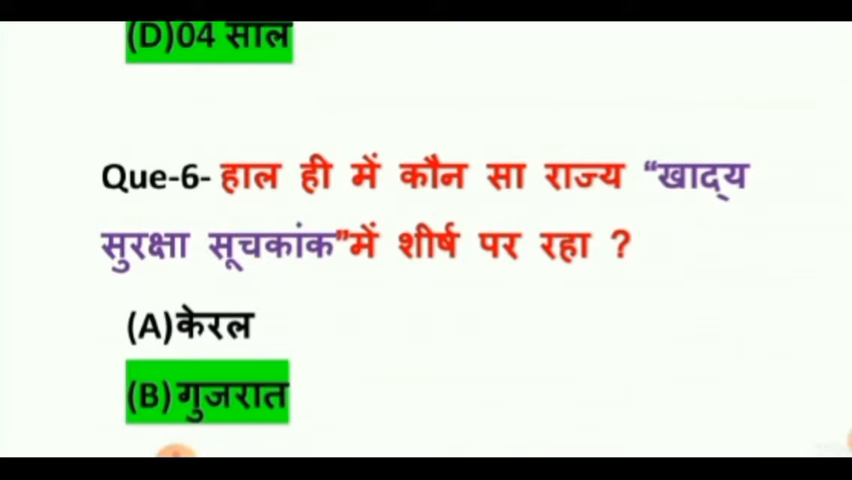 (D)04 साल
Que-6- हाल ही में कौन सा राज्य “खाद्य
सुरक्षा सूचकांक”में शीर्ष पर रहा ?
(A)केरल
(B)गुजरात